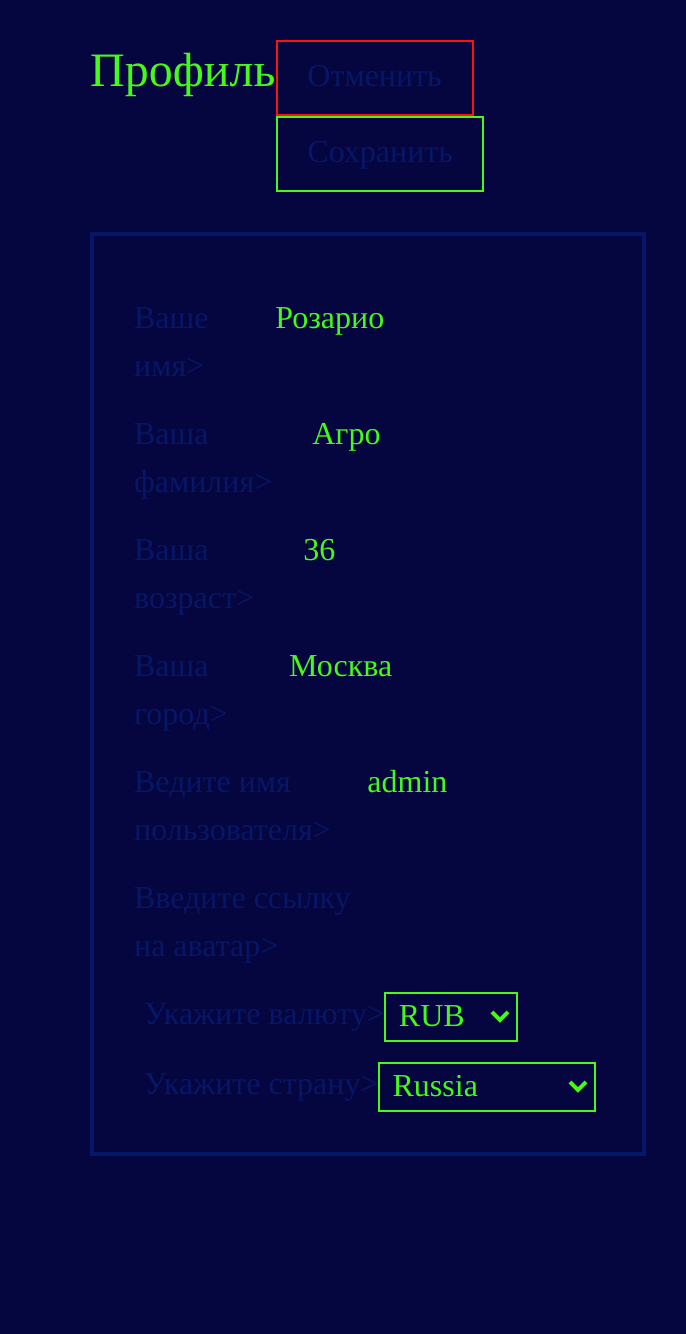 Профиль
Отменить
Сохранить
Ваше
Розарио
имя>
Ваша
Агро
фамилия>
Ваша
36
возраст>
Ваша
Москва
город>
Ведите имя
admin
пользователя>
Введите ссылку
на аватар>
Укажите валюту>
RUB
Укажите страну>
Russia